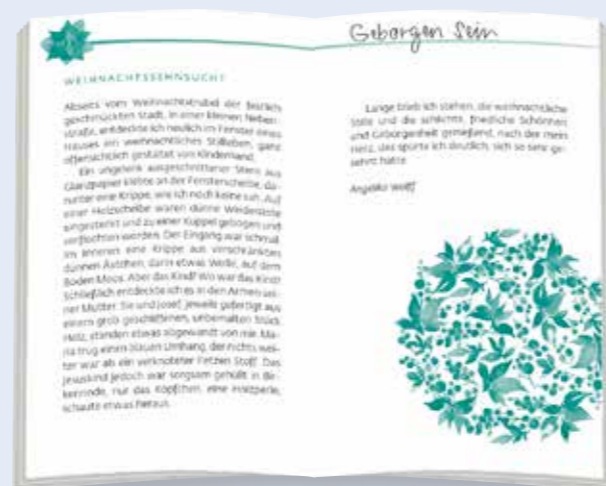 Geborgen Sein
WEIHNACHTSSEHNSUCHT
Abseits vom Weihnachtstrubel der festlich
geschmückten Stadt, in einer kleinen Neben-
straße, entdeckte ich neulich im Fenster eines
Hauses ein weihnachtliches Stillleben, ganz
offensichtlich gestaltet von Kinderhand.
Ein ungelenk ausgeschnittener Stern aus
Glanzpapier klebte an der Fensterscheibe, da-
runter eine Krippe, wie ich noch keine sah. Auf
einer Holzscheibe waren dünne Weidenäste
eingesteckt und zu einer Kuppel gebogen und
verflochten worden. Der Eingang war schmal.
Im Inneren eine Krippe aus verschränkten
dünnen Ästchen, darin etwas Wolle, auf dem
Boden Moos. Aber das Kind? Wo war das Kind?
Schließlich entdeckte ich es in den Armen sei-
ner Mutter. Sie und Josef, jeweils gefertigt aus
einem grob geschliffenen, unbemalten Stück
Holz, standen etwas abgewandt von mir. Ma-
ria trug einen blauen Umhang, der nichts wei-
ter war als ein verknoteter Fetzen Stoff. Das
Jesuskind jedoch war sorgsam gehüllt in Bir-
kenrinde, nur das Köpfchen, eine Holzperle,
schaute etwas heraus.
Lange blieb ich stehen, die weihnachtliche
Stille und die schlichte, friedliche Schönheit
und Geborgenheit genießend, nach der mein
Herz, das spürte ich deutlich, sich so sehr ge-
sehnt hatte.
Angelika Wolff